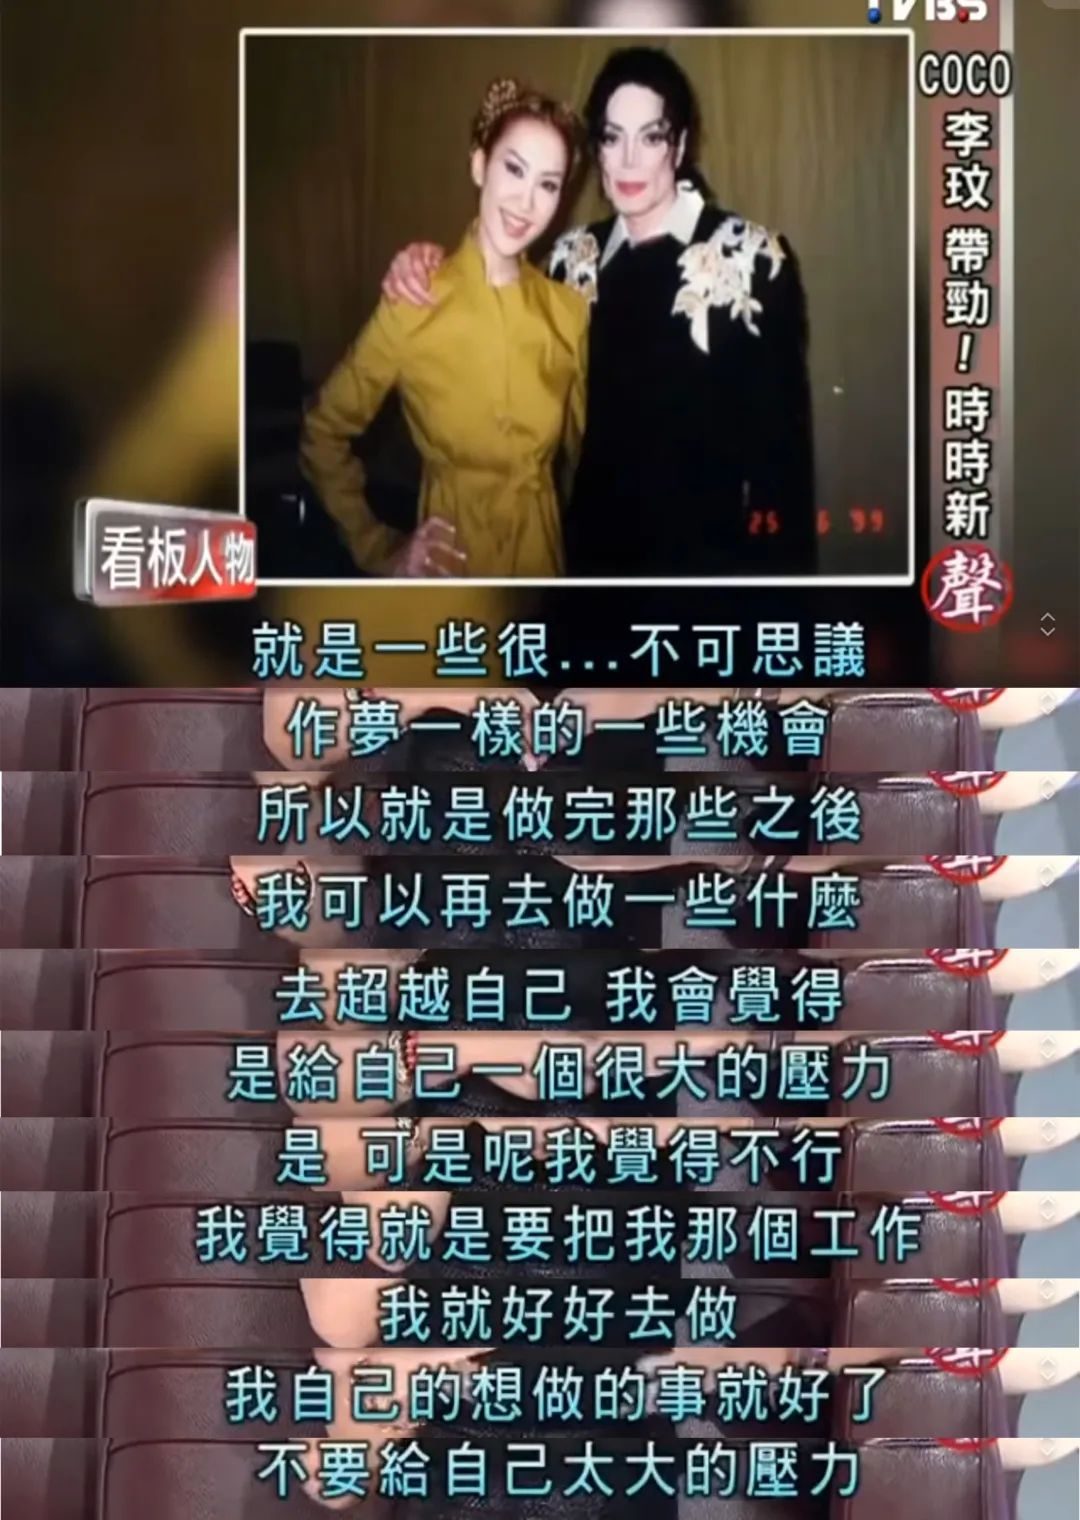 TVBS
COCO李玟 帶勁！時時新聲
25 6 '99
看板人物
就是一些很...不可思議
作夢一樣的一些機會
所以就是做完那些之後
我可以再去做一些什麼
去超越自己 我會覺得
是給自己一個很大的壓力
是 可是呢我覺得不行
我覺得就是要把我那個工作
我就好好去做
我自己的想做的事就好了
不要給自己太大的壓力